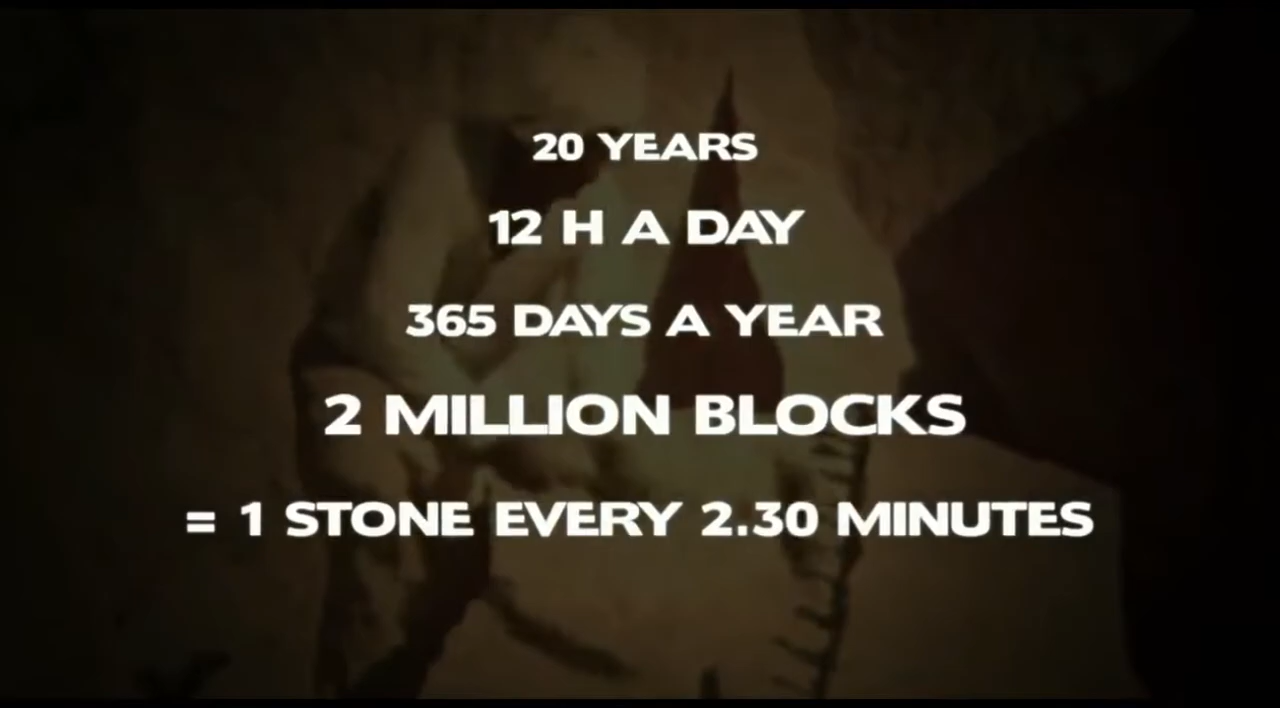 20 YEARS
12 H A DAY
365 DAYS A YEAR
2 MILLION BLOCKS
= 1 STONE EVERY 2.30 MINUTES